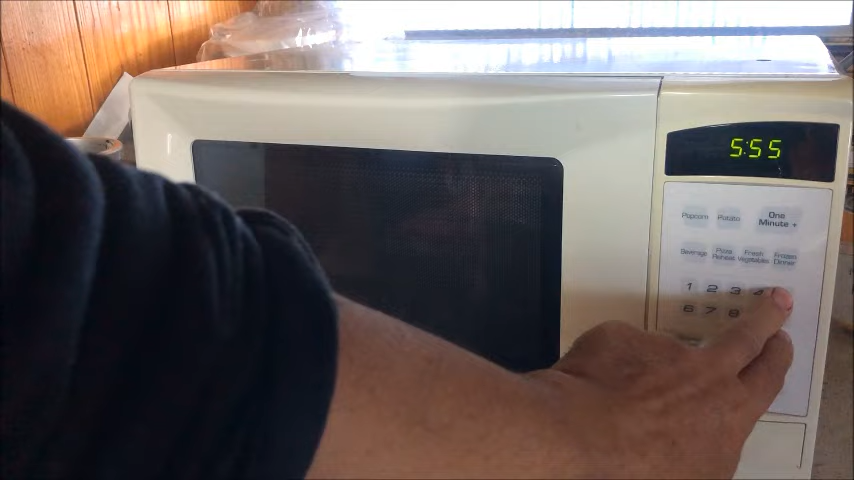 5:55
Popcorn Potato One Minute +
Beverage Pizza Reheat Fresh Vegetables Frozen Dinner
1 2 3 4
6 7 8